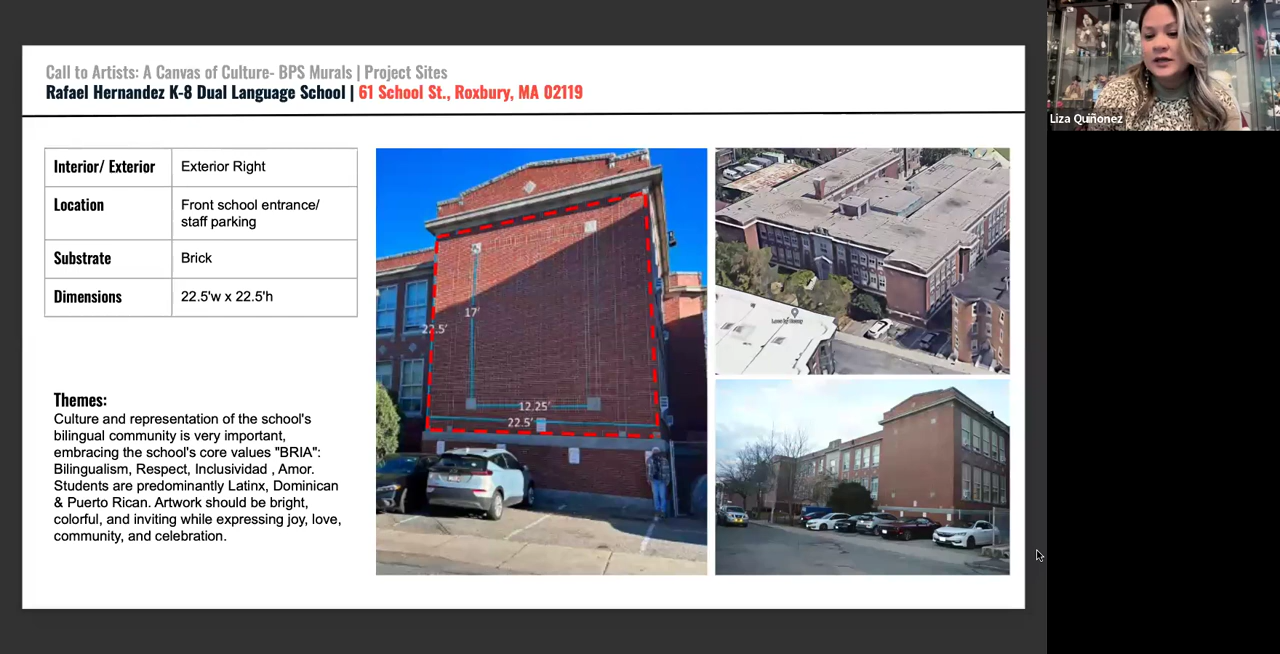 Call to Artists: A Canvas of Culture- BPS Murals | Project Sites
Rafael Hernandez K-8 Dual Language School | 61 School St., Roxbury, MA 02119
Liza Quiñonez
Interior/ Exterior
Exterior Right
Location
Front school entrance/
staff parking
Substrate
Brick
Dimensions
22.5'w x 22.5'h
Themes:
Culture and representation of the school's
bilingual community is very important,
embracing the school's core values "BRIA":
Bilingualism, Respect, Inclusividad , Amor.
Students are predominantly Latinx, Dominican
& Puerto Rican. Artwork should be bright,
colorful, and inviting while expressing joy, love,
community, and celebration.
17'
22.5'
12.25'
22.5'